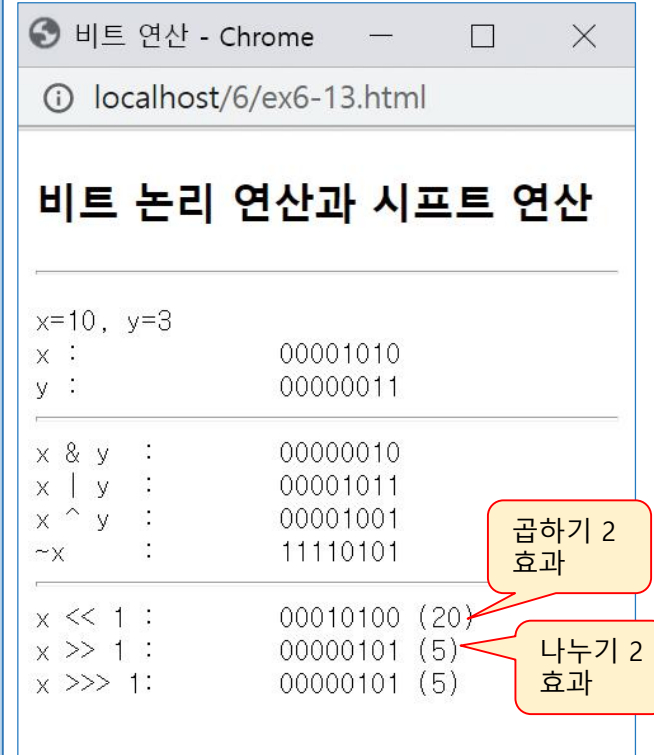 비트 연산 - Chrome
localhost/6/ex6-13.html
비트 논리 연산과 시프트 연산
x=10, y=3
x : 00001010
y : 00000011
x & y : 00000010
x | y : 00001011
x ^ y : 00001001
~x : 11110101
곱하기 2
효과
x << 1 : 00010100 (20)
x >> 1 : 00000101 (5)
x >>> 1: 00000101 (5)
나누기 2
효과